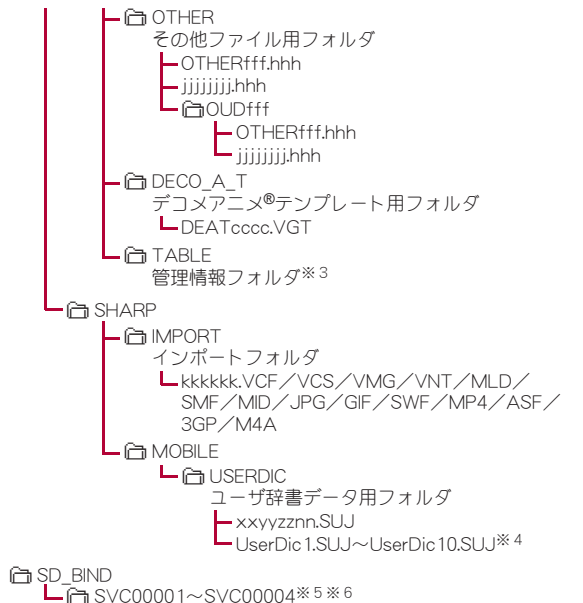 OTHER
その他ファイル用フォルダ
OTHERfff.hhh
jjjjjjjj.hhh
OUDfff
OTHERfff.hhh
jjjjjjjj.hhh
DECO_A_T
デコメアニメ®テンプレート用フォルダ
DEATcccc.VGT
TABLE
管理情報フォルダ※3
SHARP
IMPORT
インポートフォルダ
kkkkkk.VCF／VCS／VMG／VNT／MLD／
SMF／MID／JPG／GIF／SWF／MP4／ASF／
3GP／M4A
MOBILE
USERDIC
ユーザ辞書データ用フォルダ
xxyyzznn.SUJ
UserDic1.SUJ～UserDic10.SUJ※4
SD_BIND
SVC00001～SVC00004※5※6